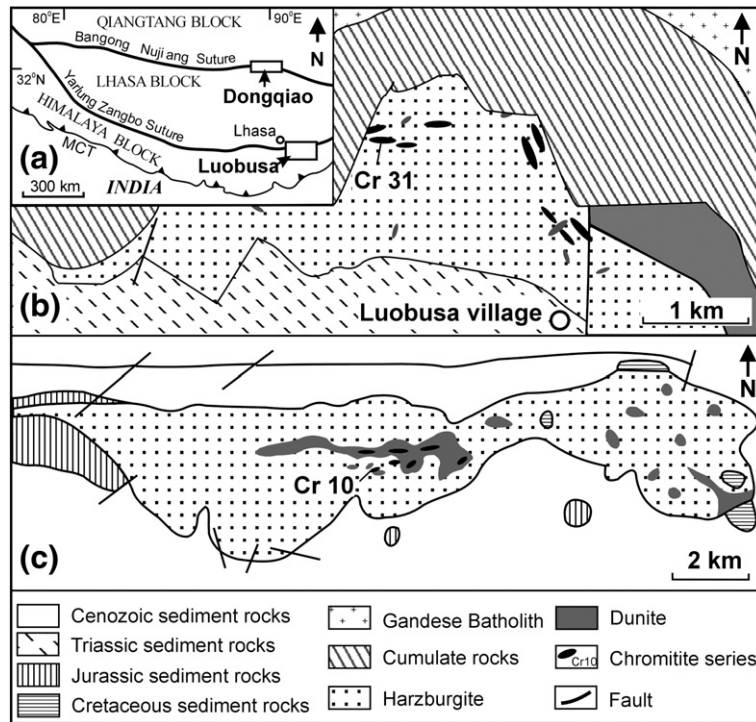 80°E 90°E
QIANGTANG BLOCK
N
Bangong Nujiang Suture
32°N
LHASA BLOCK
Dongqiao
Yarlung Zangbo Suture
HIMALAYA BLOCK
Lhasa
(a)
MCT
Luobusa
300 km
INDIA
(b)
N
Cr 31
Luobusa village
1 km
(c)
N
Cr 10
2 km
Cenozoic sediment rocks
Triassic sediment rocks
Jurassic sediment rocks
Cretaceous sediment rocks
Gandese Batholith
Cumulate rocks
Harzburgite
Dunite
Cr10
Chromitite series
Fault